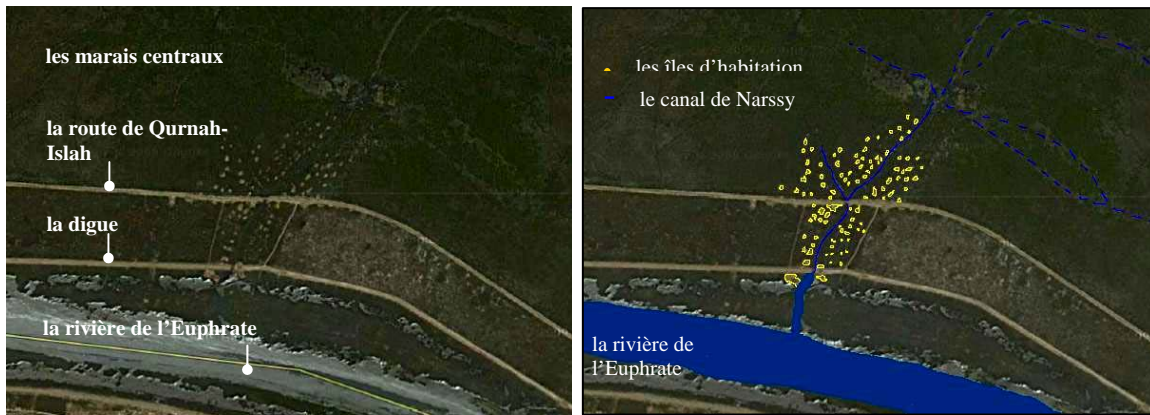 les marais centraux
la route de Qurnah-
Islah
la digue
la rivière de l'Euphrate
les îles d'habitation
le canal de Narssy
la rivière de
l'Euphrate